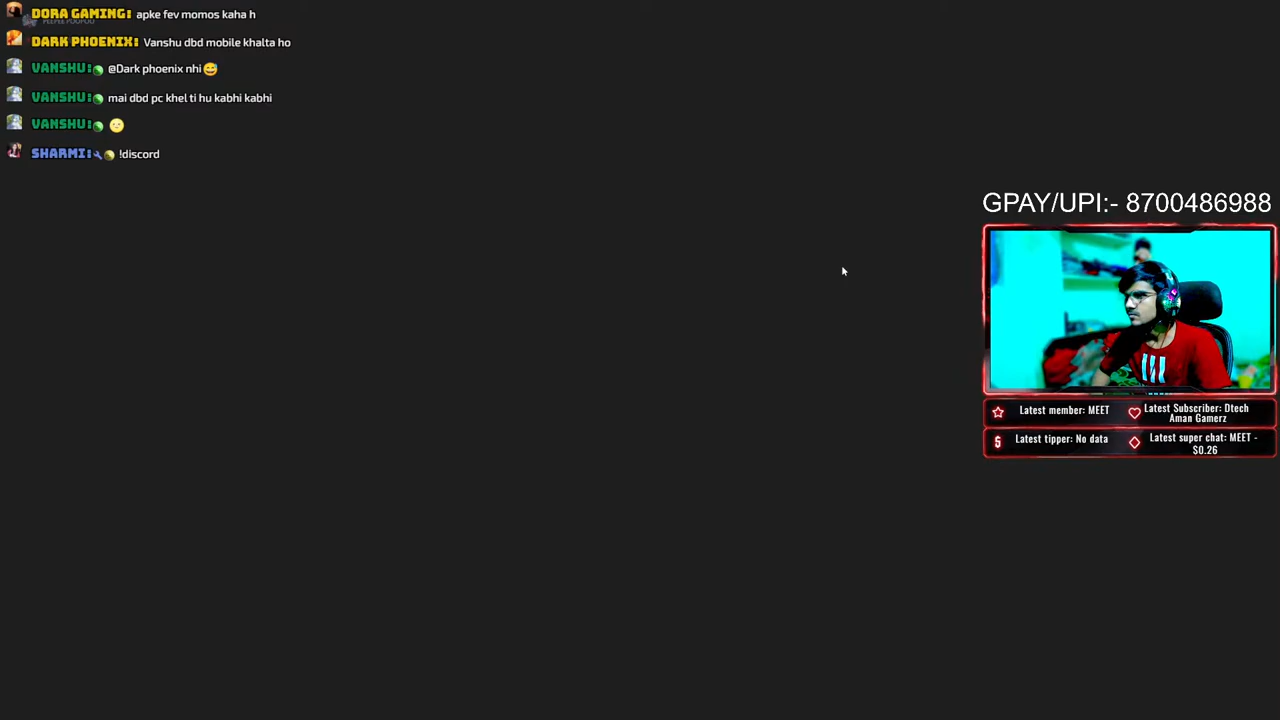 DORA GAMING: apke fev momos kaha h
DARK PHOENIX: Vanshu dbd mobile khalta ho
VANSHU: @Dark phoenix nhi😅
VANSHU: mai dbd pc khel ti hu kabhi kabhi
VANSHU: 🌝
SHARMI: !discord
GPAY/UPI:- 8700486988
Latest member: MEET
Latest Subscriber: Dtech
Aman Gamerz
Latest tipper: No data
Latest super chat: MEET -
$0.26